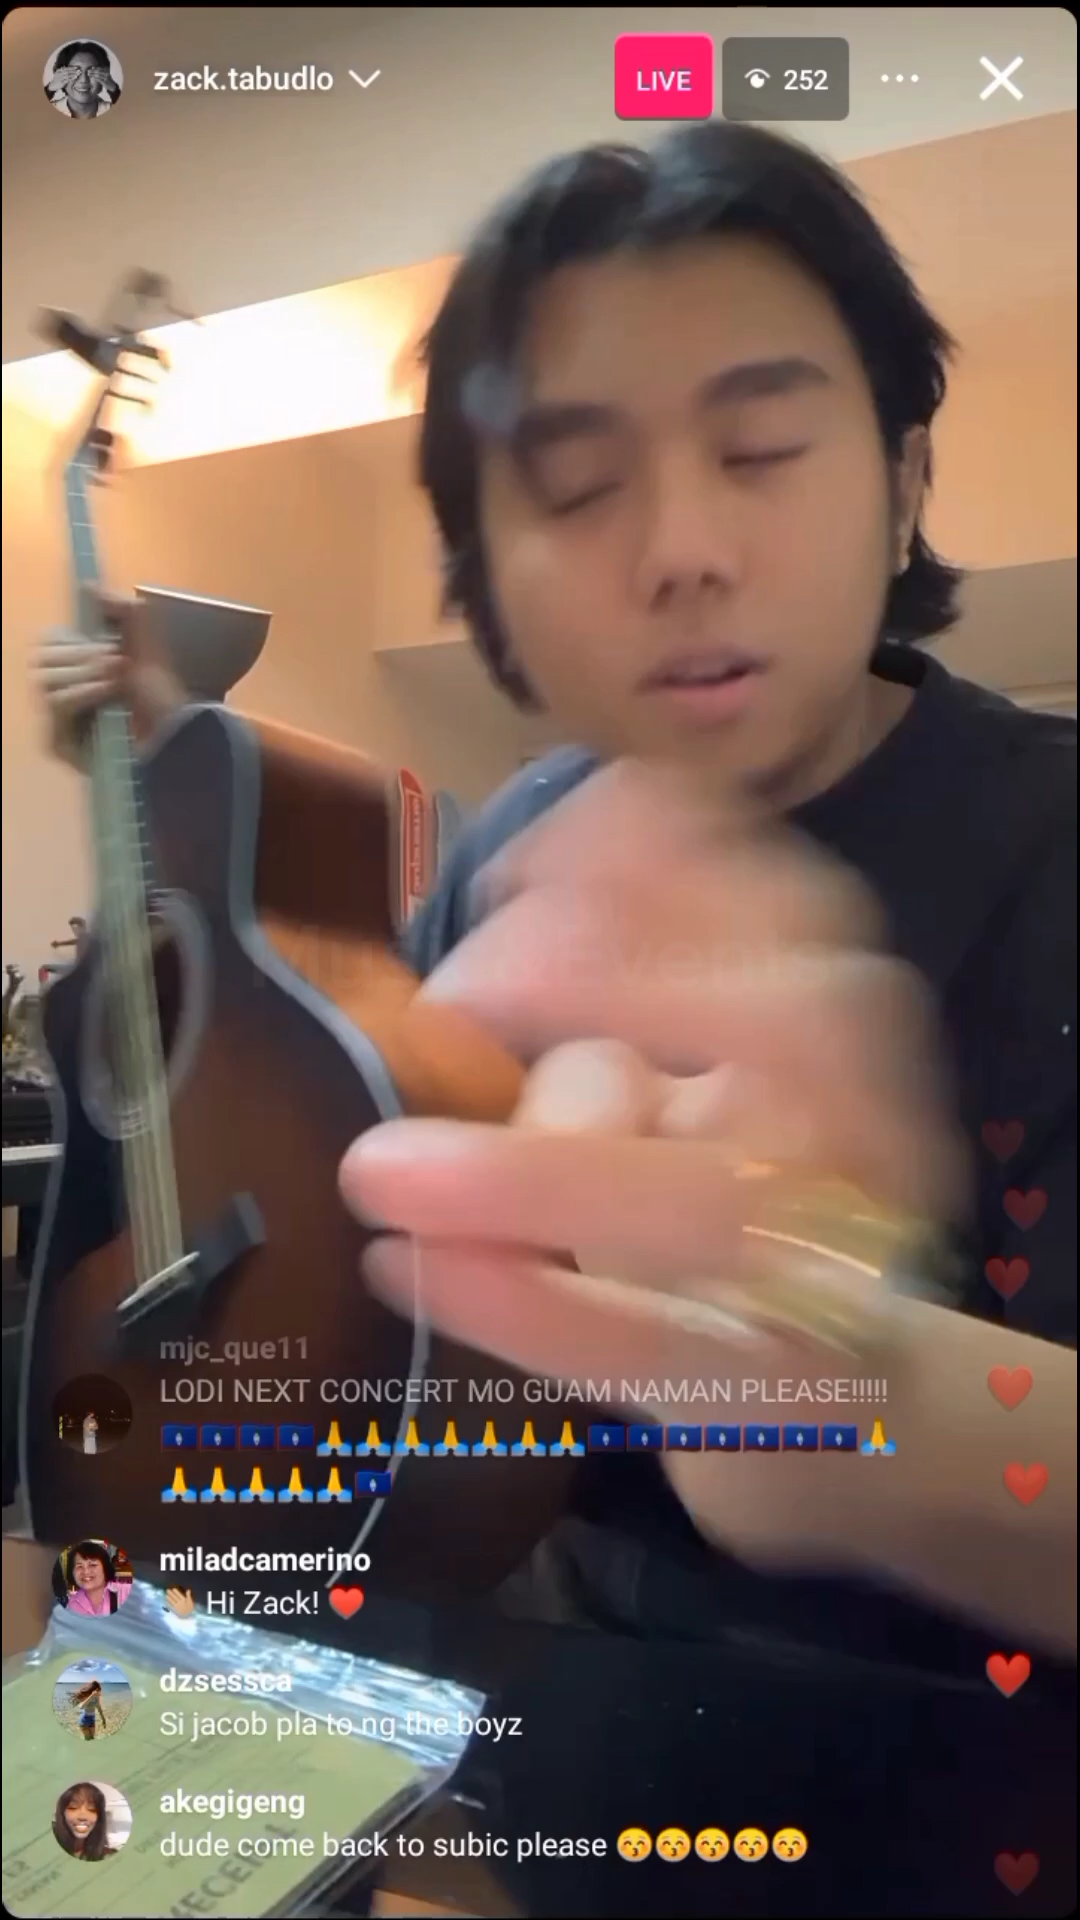 zack.tabudlo
LIVE
252
mjc_que11
LODI NEXT CONCERT MO GUAM NAMAN PLEASE!!!!!
🇬🇺🇬🇺🇬🇺🇬🇺🙏🙏🙏🙏🙏🙏🙏🇬🇺🇬🇺🇬🇺🇬🇺🇬🇺🇬🇺🇬🇺🙏
🙏🙏🙏🙏🙏🇬🇺
miladcamerino
👋 Hi Zack! ❤️
dzsessca
Si jacob pla to ng the boyz
akegigeng
dude come back to subic please 😚😚😚😚😚